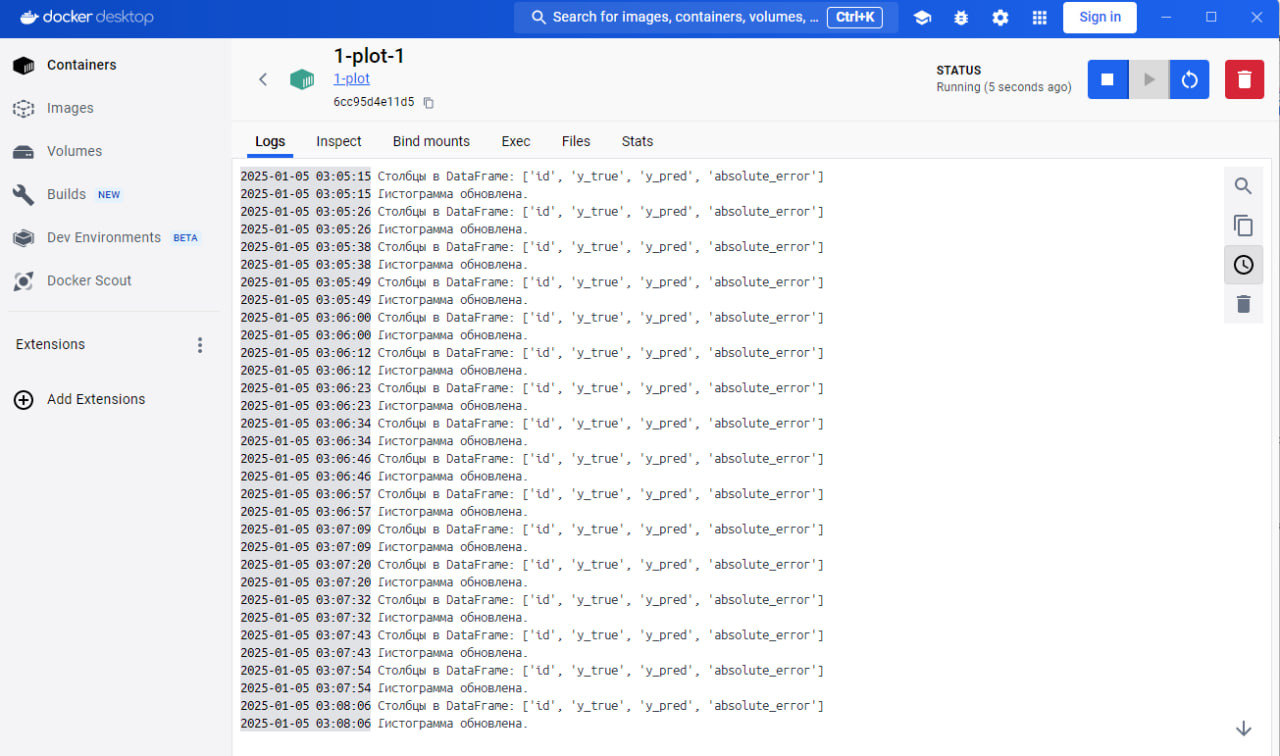 docker desktop
Search for images, containers, volumes, ... Ctrl+K
Sign in
Containers
Images
Volumes
Builds NEW
Dev Environments BETA
Docker Scout
Extensions
Add Extensions
1-plot-1
1-plot
6cc95d4e11d5
STATUS
Running (5 seconds ago)
Logs Inspect Bind mounts Exec Files Stats
2025-01-05 03:05:15 Столбцы в DataFrame: ['id', 'y_true', 'y_pred', 'absolute_error']
2025-01-05 03:05:15 Гистограмма обновлена.
2025-01-05 03:05:26 Столбцы в DataFrame: ['id', 'y_true', 'y_pred', 'absolute_error']
2025-01-05 03:05:26 Гистограмма обновлена.
2025-01-05 03:05:38 Столбцы в DataFrame: ['id', 'y_true', 'y_pred', 'absolute_error']
2025-01-05 03:05:38 Гистограмма обновлена.
2025-01-05 03:05:49 Столбцы в DataFrame: ['id', 'y_true', 'y_pred', 'absolute_error']
2025-01-05 03:05:49 Гистограмма обновлена.
2025-01-05 03:06:00 Столбцы в DataFrame: ['id', 'y_true', 'y_pred', 'absolute_error']
2025-01-05 03:06:00 Гистограмма обновлена.
2025-01-05 03:06:12 Столбцы в DataFrame: ['id', 'y_true', 'y_pred', 'absolute_error']
2025-01-05 03:06:12 Гистограмма обновлена.
2025-01-05 03:06:23 Столбцы в DataFrame: ['id', 'y_true', 'y_pred', 'absolute_error']
2025-01-05 03:06:23 Гистограмма обновлена.
2025-01-05 03:06:34 Столбцы в DataFrame: ['id', 'y_true', 'y_pred', 'absolute_error']
2025-01-05 03:06:34 Гистограмма обновлена.
2025-01-05 03:06:46 Столбцы в DataFrame: ['id', 'y_true', 'y_pred', 'absolute_error']
2025-01-05 03:06:46 Гистограмма обновлена.
2025-01-05 03:06:57 Столбцы в DataFrame: ['id', 'y_true', 'y_pred', 'absolute_error']
2025-01-05 03:06:57 Гистограмма обновлена.
2025-01-05 03:07:09 Столбцы в DataFrame: ['id', 'y_true', 'y_pred', 'absolute_error']
2025-01-05 03:07:09 Гистограмма обновлена.
2025-01-05 03:07:20 Столбцы в DataFrame: ['id', 'y_true', 'y_pred', 'absolute_error']
2025-01-05 03:07:20 Гистограмма обновлена.
2025-01-05 03:07:32 Столбцы в DataFrame: ['id', 'y_true', 'y_pred', 'absolute_error']
2025-01-05 03:07:32 Гистограмма обновлена.
2025-01-05 03:07:43 Столбцы в DataFrame: ['id', 'y_true', 'y_pred', 'absolute_error']
2025-01-05 03:07:43 Гистограмма обновлена.
2025-01-05 03:07:54 Столбцы в DataFrame: ['id', 'y_true', 'y_pred', 'absolute_error']
2025-01-05 03:07:54 Гистограмма обновлена.
2025-01-05 03:08:06 Столбцы в DataFrame: ['id', 'y_true', 'y_pred', 'absolute_error']
2025-01-05 03:08:06 Гистограмма обновлена.